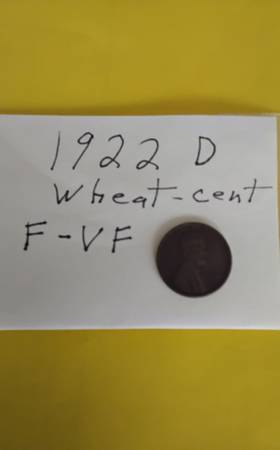 1922 D
Wheat-cent
F-VF